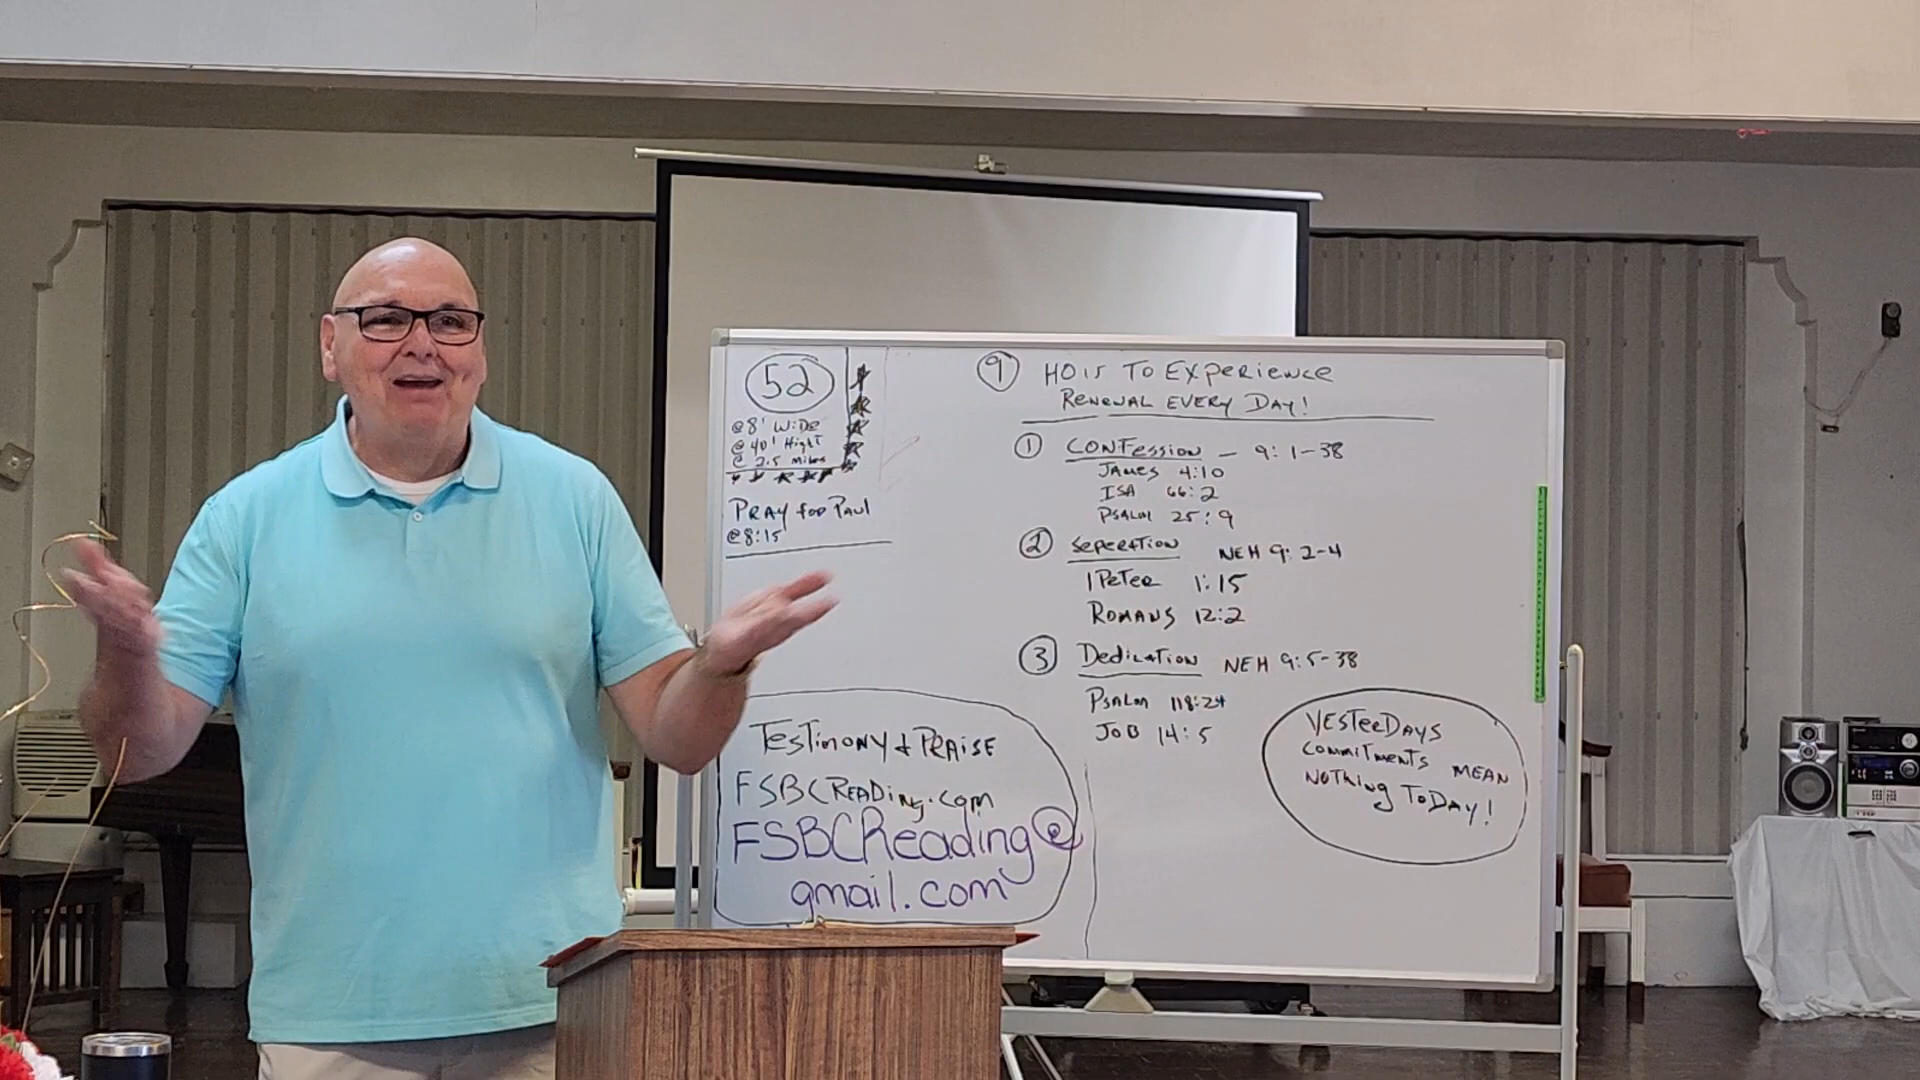 52
@8' WiDe
@40' Hight
@ 2.5 Miles
PRAY foR PAul
@8:15
Testimony & PRAISE
FSBCReADing.com
FSBCReading@
gmail.com
9 HOW TO EXPeRieNce
RENEWAL EVERY DAY!
1 CONFession – 9:1-38
JAMES 4:10
ISA 66:2
PSALM 25:9
2 SePeRATION NEH 9:2-4
1 PeTeR 1:15
ROMANS 12:2
3 DedicATION NEH 9:5-38
PSALM 118:24
JOB 14:5
YESTeRDAYS
COMMITMENTS MEAN
NOTHING TODAY!